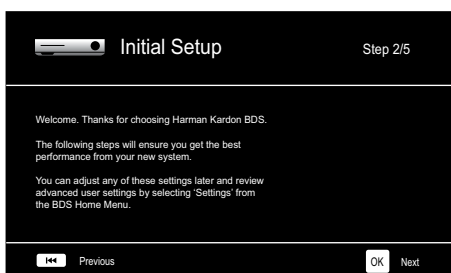 Initial Setup
Step 2/5
Welcome. Thanks for choosing Harman Kardon BDS.
The following steps will ensure you get the best
performance from your new system.
You can adjust any of these settings later and review
advanced user settings by selecting ‘Settings’ from
the BDS Home Menu.
Previous
OK Next